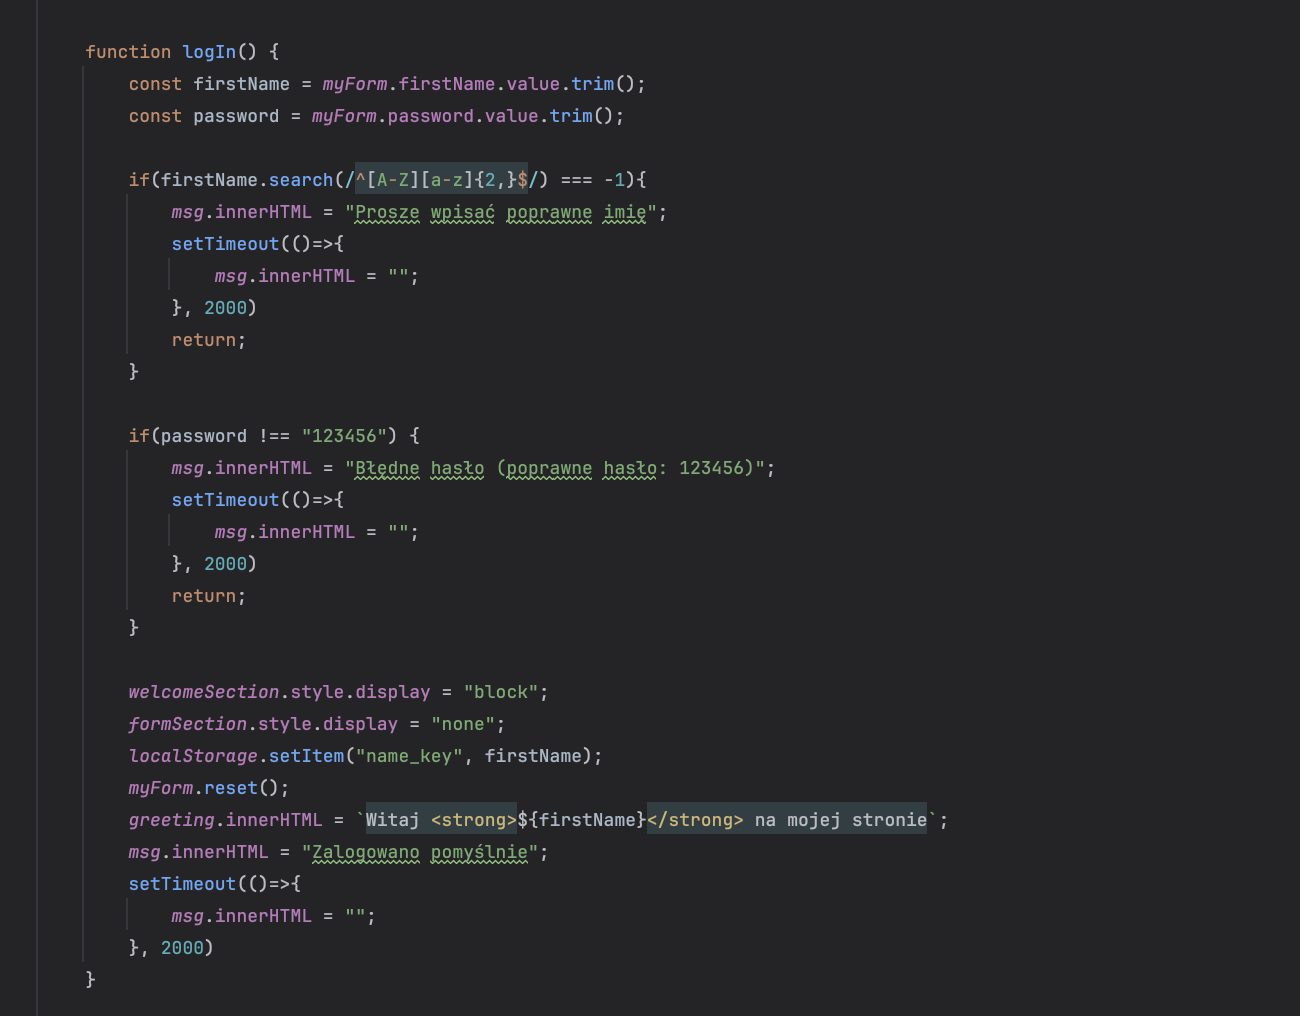 function logIn() {
const firstName = myForm.firstName.value.trim();
const password = myForm.password.value.trim();
if(firstName.search(/^[A-Z][a-z]{2,}$/) === -1){
msg.innerHTML = "Prosze wpisać poprawne imię";
setTimeout(()=>{
msg.innerHTML = "";
}, 2000)
return;
}
if(password !== "123456") {
msg.innerHTML = "Błędne hasło (poprawne hasło: 123456)";
setTimeout(()=>{
msg.innerHTML = "";
}, 2000)
return;
}
welcomeSection.style.display = "block";
formSection.style.display = "none";
localStorage.setItem("name_key", firstName);
myForm.reset();
greeting.innerHTML = `Witaj <strong>${firstName}</strong> na mojej stronie`;
msg.innerHTML = "Zalogowano pomyślnie";
setTimeout(()=>{
msg.innerHTML = "";
}, 2000)
}